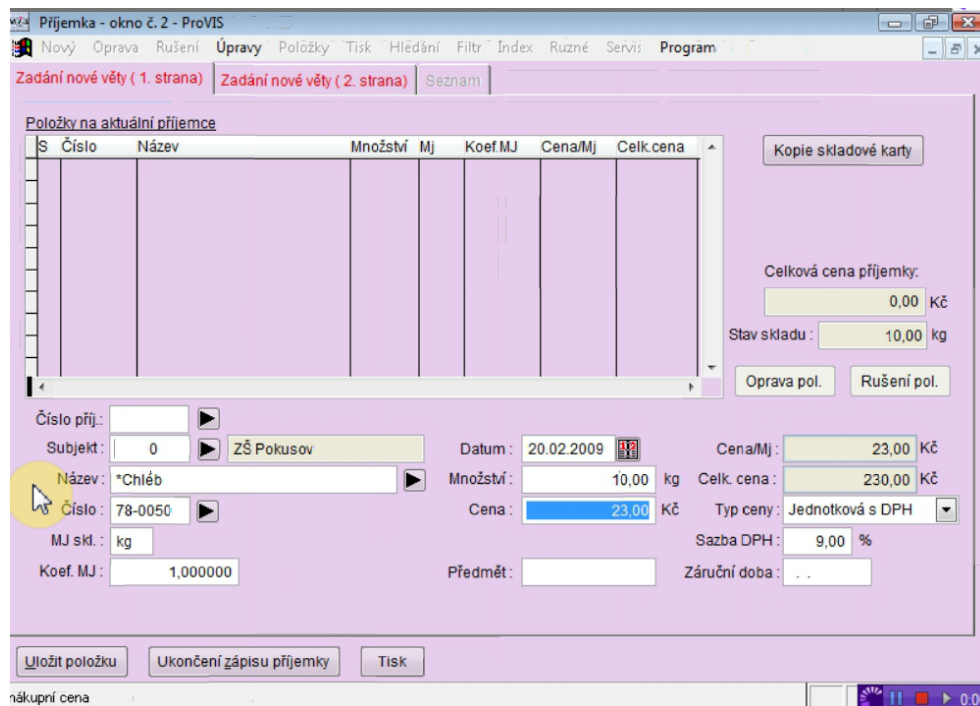 Příjemka - okno č. 2 - ProVIS
Nový Oprava Rušení Úpravy Položky Tisk Hledání Filtr Index Ruzné Servis Program
Zadání nové věty ( 1. strana) Zadání nové věty ( 2. strana) Seznam
Položky na aktuální příjemce
S Číslo Název Množství Mj Koef.MJ Cena/Mj Celk.cena
Kopie skladové karty
Celková cena příjemky:
0,00 Kč
Stav skladu : 10,00 kg
Oprava pol. Rušení pol.
Číslo příj.:
Subjekt : 0 ZŠ Pokusov Datum : 20.02.2009 Cena/Mj : 23,00 Kč
Název : *Chléb Množství : 10,00 kg Celk. cena : 230,00 Kč
Číslo : 78-0050 Cena : 23,00 Kč Typ ceny : Jednotková s DPH
MJ skl. : kg Sazba DPH : 9,00 %
Koef. MJ : 1,000000 Předmět : Záruční doba : . .
Uložit položku Ukončení zápisu příjemky Tisk
nákupní cena